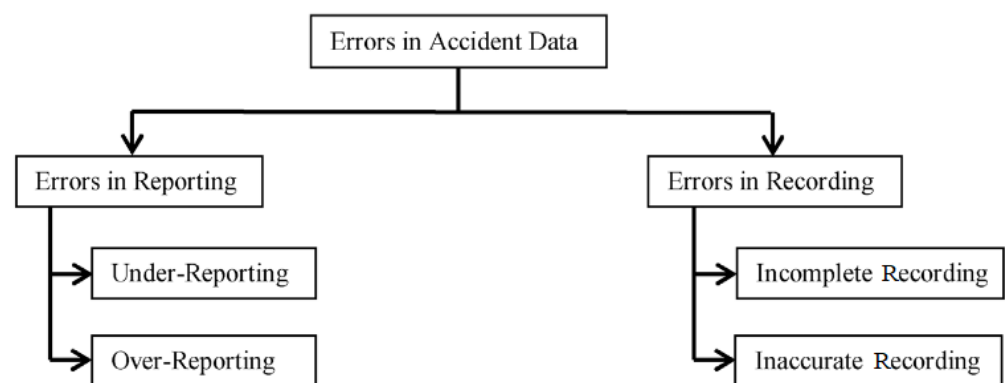 Errors in Accident Data
Errors in Reporting
Errors in Recording
Under-Reporting
Incomplete Recording
Over-Reporting
Inaccurate Recording